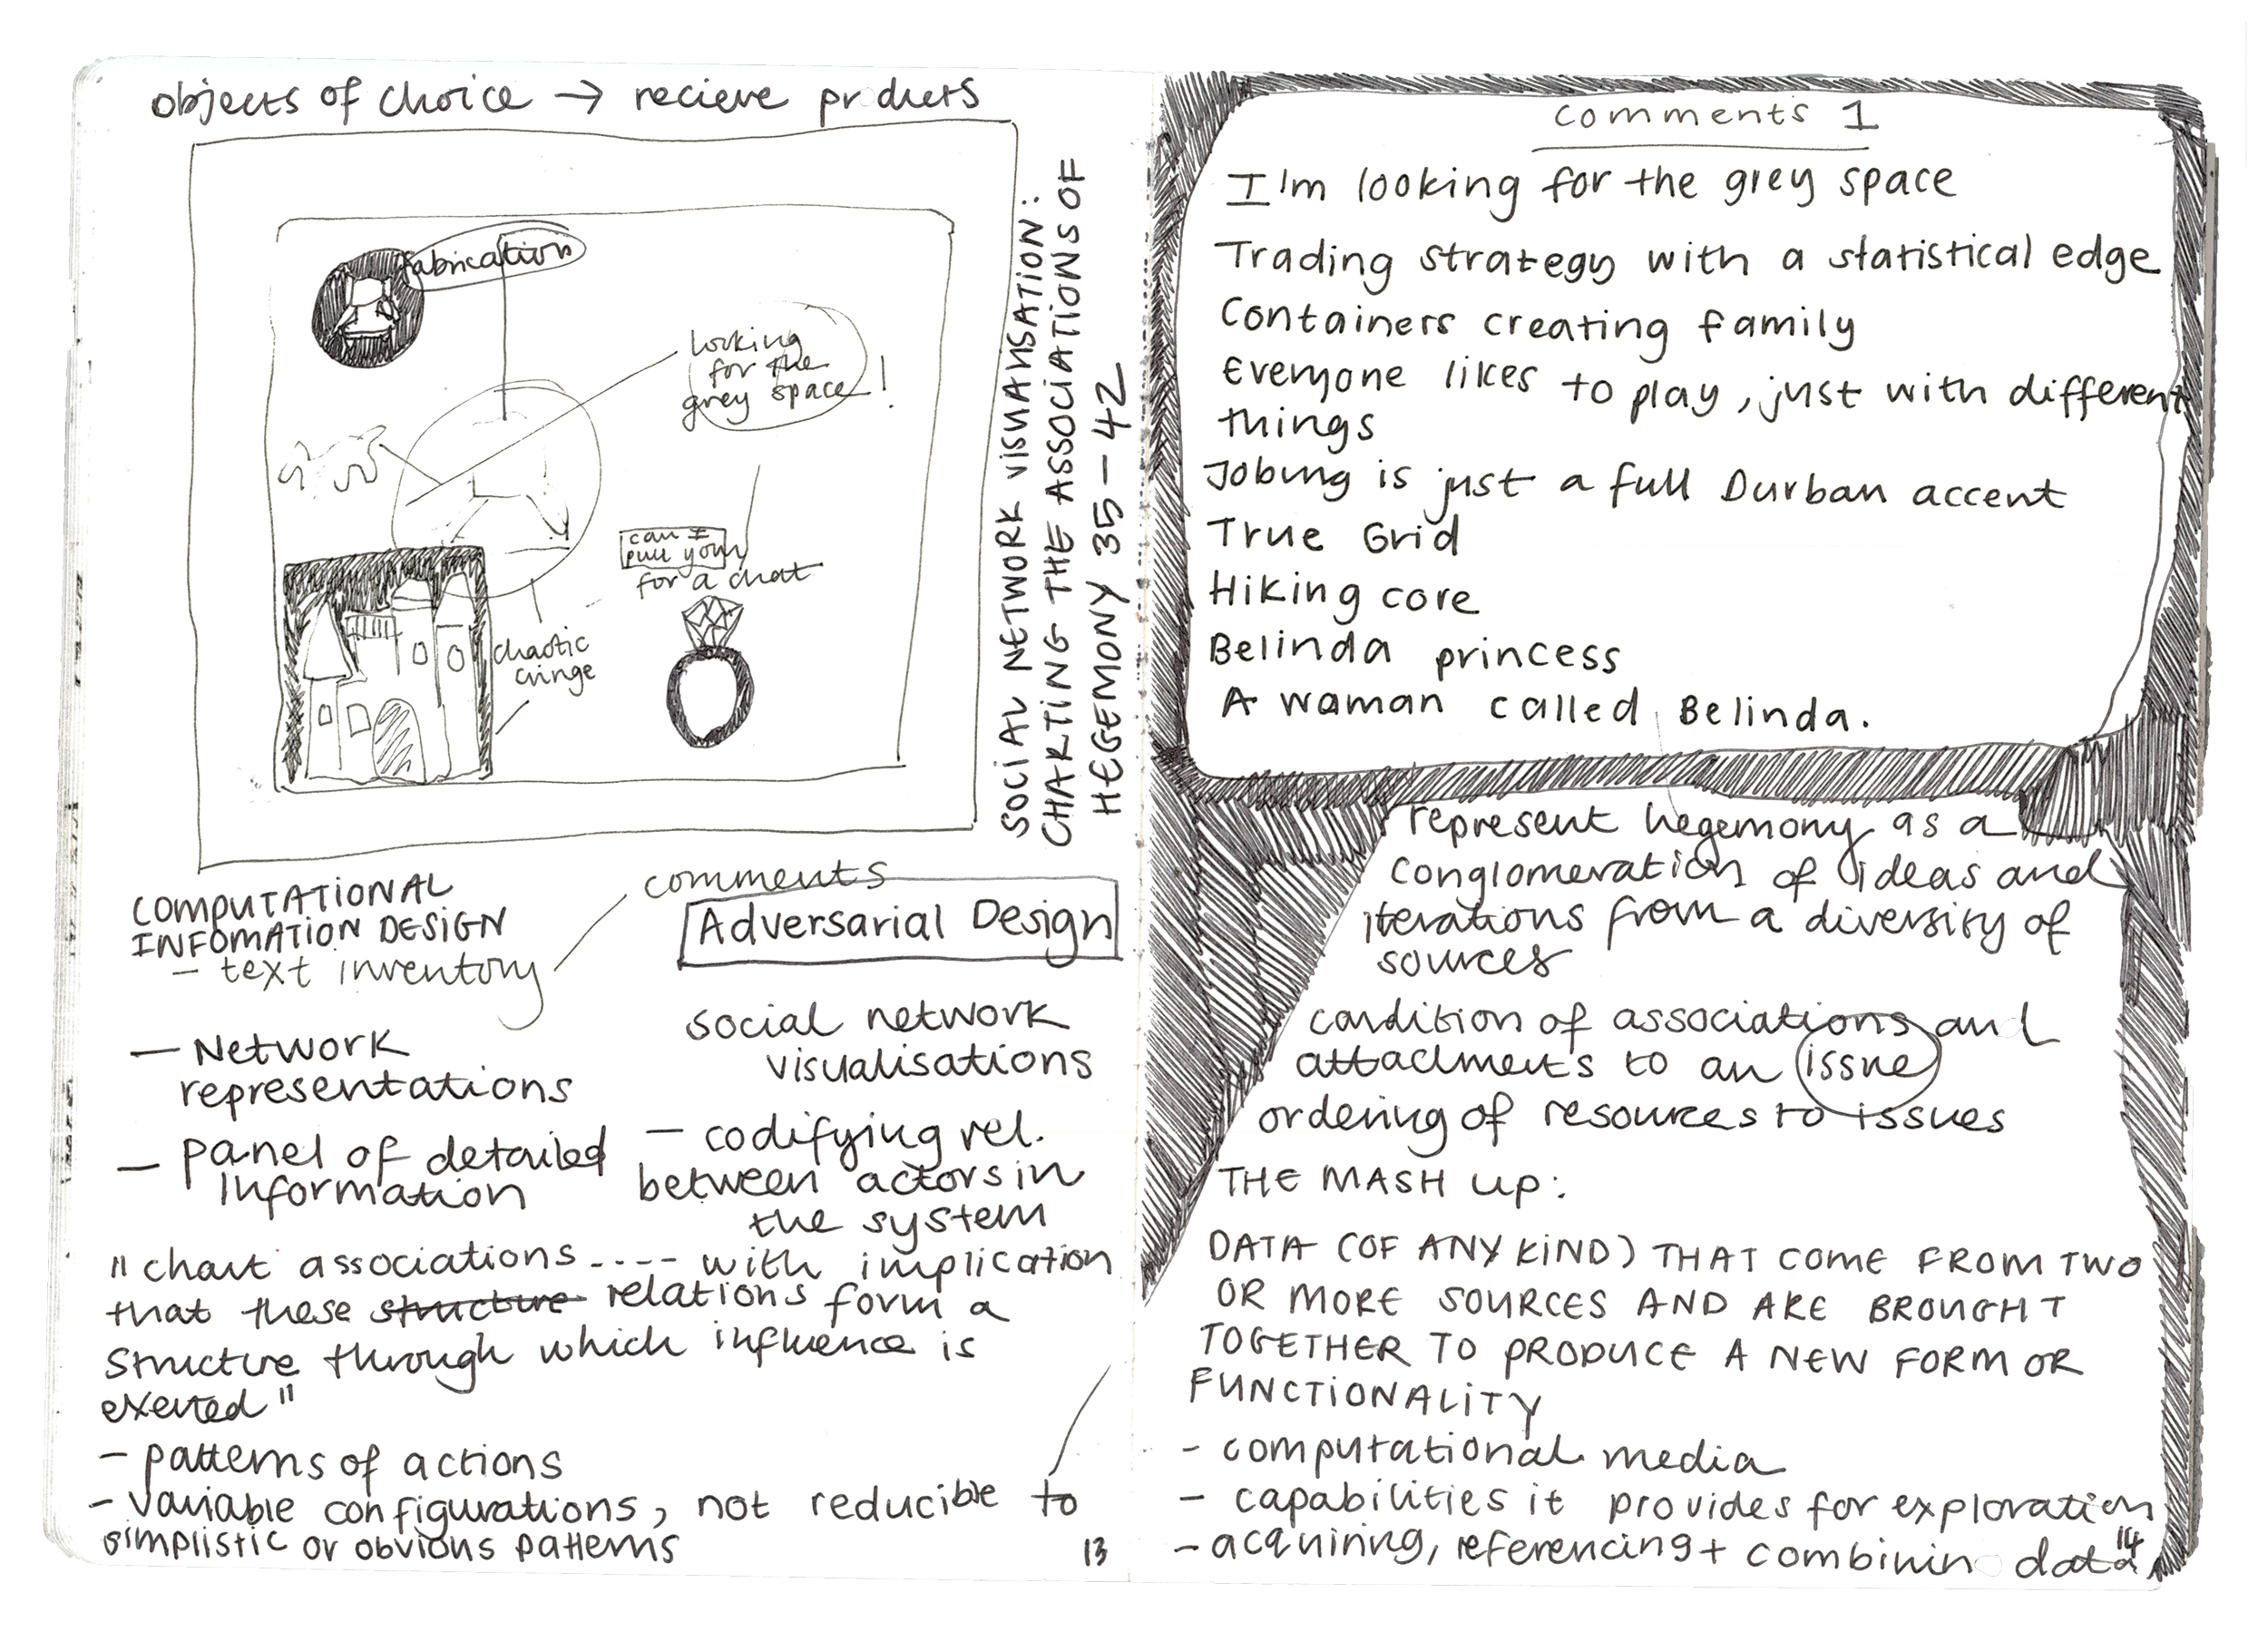 objects of choice → recieve products
fabrication
looking
for the
grey space !
can I
pull you
for a chat
chaotic
cringe
SOCIAL NETWORK VISUALISATION:
CHARTING THE ASSOCIATIONS OF
HEGEMONY 35-42
COMPUTATIONAL
INFOMATION DESIGN
- text inventory
comments
Adversarial Design
— Network
representations
— panel of detailed
Information
social network
visualisations
— codifying rel.
between actors in
the system
"chart associations .... with implication
that these structure relations form a
structure through which influence is
exerted"
- patterns of actions
- variable configurations, not reducible to
simplistic or obvious patterns
13
comments 1
I'm looking for the grey space
Trading strategy with a statistical edge
Containers creating family
Everyone likes to play, just with different
things
Joburg is just a full Durban accent
True Grid
Hiking core
Belinda princess
A waman called Belinda.
represent hegemony as a
conglomeration of ideas and
iterations from a diversity of
sources
condition of associations and
attachments to an issue
ordering of resources to issues
THE MASH UP:
DATA (OF ANY KIND) THAT COME FROM TWO
OR MORE SOURCES AND ARE BROUGHT
TOGETHER TO PRODUCE A NEW FORM OR
FUNCTIONALITY
- computational media
- capabilities it provides for exploration
- acquiring, referencing + combinin data
14